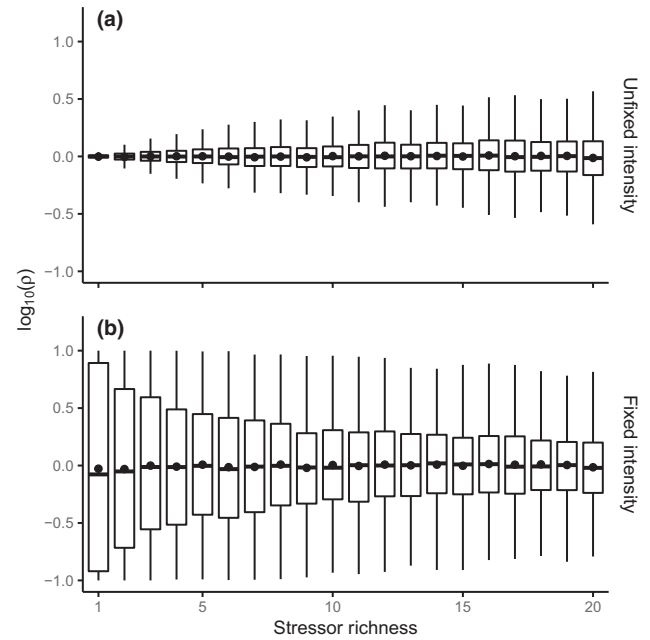 (a)
1.0
0.5
0.0
−0.5
−1.0
Unfixed intensity
log₁₀(ρ)
(b)
1.0
0.5
0.0
−0.5
−1.0
Fixed intensity
1 5 10 15 20
Stressor richness